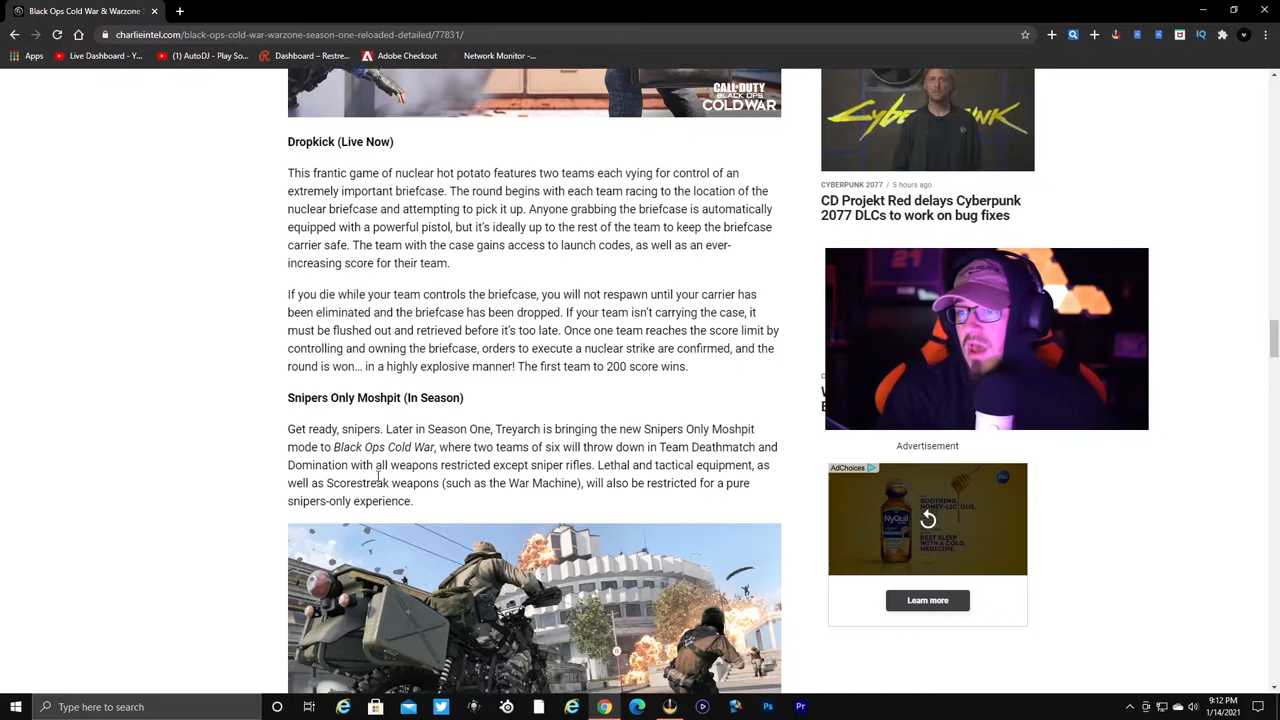 Black Ops Cold War and Warzon
charlieintel.com/black-ops-cold-war-warzone-season-one-reloaded-detailed/77831/
Apps
Live Dashboard - Y...
(1) AutoDJ - Play So...
Dashboard – Restre...
Adobe Checkout
Network Monitor -...
CALL OF DUTY
BLACK OPS
COLD WAR
Dropkick (Live Now)
This frantic game of nuclear hot potato features two teams each vying for control of an
extremely important briefcase. The round begins with each team racing to the location of the
nuclear briefcase and attempting to pick it up. Anyone grabbing the briefcase is automatically
equipped with a powerful pistol, but it’s ideally up to the rest of the team to keep the briefcase
carrier safe. The team with the case gains access to launch codes, as well as an ever-
increasing score for their team.
If you die while your team controls the briefcase, you will not respawn until your carrier has
been eliminated and the briefcase has been dropped. If your team isn’t carrying the case, it
must be flushed out and retrieved before it’s too late. Once one team reaches the score limit by
controlling and owning the briefcase, orders to execute a nuclear strike are confirmed, and the
round is won… in a highly explosive manner! The first team to 200 score wins.
Snipers Only Moshpit (In Season)
Get ready, snipers. Later in Season One, Treyarch is bringing the new Snipers Only Moshpit
mode to Black Ops Cold War, where two teams of six will throw down in Team Deathmatch and
Domination with all weapons restricted except sniper rifles. Lethal and tactical equipment, as
well as Scorestreak weapons (such as the War Machine), will also be restricted for a pure
snipers-only experience.
CYBERPUNK 2077 / 5 hours ago
CD Projekt Red delays Cyberpunk
2077 DLCs to work on bug fixes
Advertisement
AdChoices
SOOTHING,
HONEY-LICIOUS,
NyQuil
BEST SLEEP
WITH A COLD,
MEDICINE.
Learn more
Type here to search
9:12 PM
1/14/2021